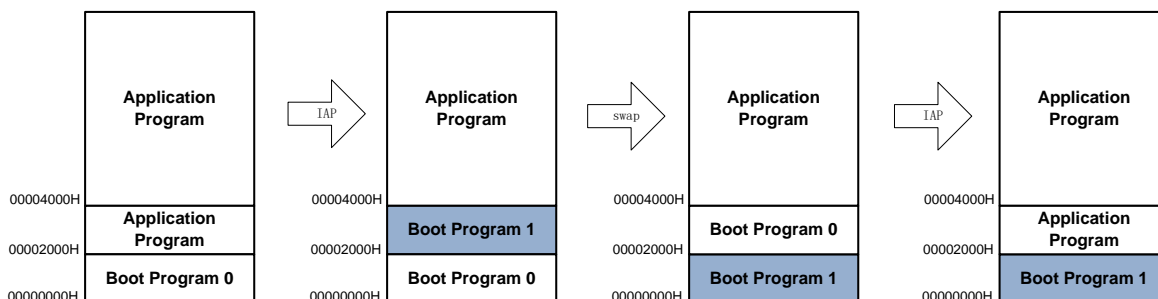 Application
Program
00004000H
Application
Program
00002000H
Boot Program 0
00000000H
IAP
Application
Program
00004000H
Boot Program 1
00002000H
Boot Program 0
00000000H
swap
Application
Program
00004000H
Boot Program 0
00002000H
Boot Program 1
00000000H
IAP
Application
Program
00004000H
Application
Program
00002000H
Boot Program 1
00000000H